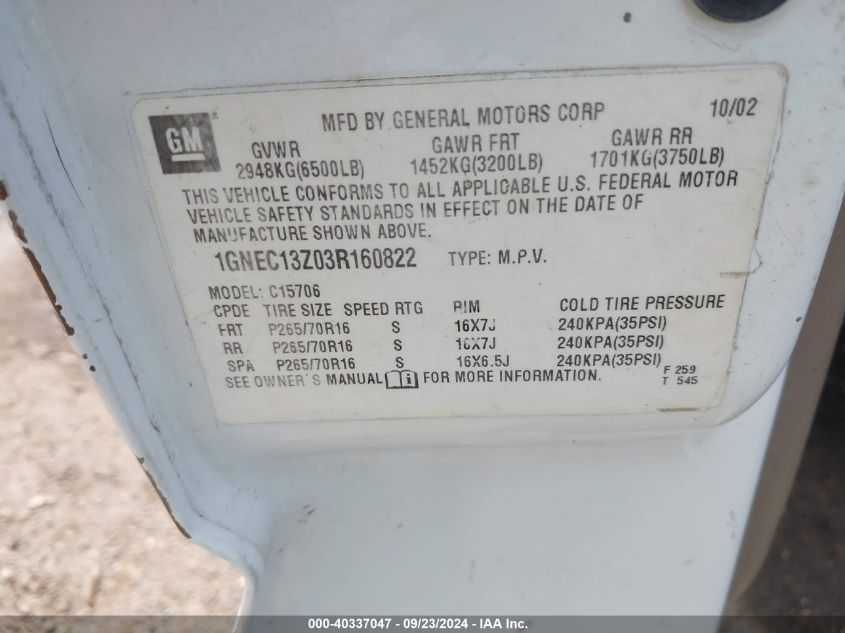 GM
MFD BY GENERAL MOTORS CORP 10/02
GVWR GAWR FRT GAWR RR
2948KG(6500LB) 1452KG(3200LB) 1701KG(3750LB)
THIS VEHICLE CONFORMS TO ALL APPLICABLE U.S. FEDERAL MOTOR
VEHICLE SAFETY STANDARDS IN EFFECT ON THE DATE OF
MANUFACTURE SHOWN ABOVE.
1GNEC13Z03R160822 TYPE: M.P.V.
MODEL: C15706
CPDE TIRE SIZE SPEED RTG RIM COLD TIRE PRESSURE
FRT P265/70R16 S 16X7J 240KPA(35PSI)
RR P265/70R16 S 16X7J 240KPA(35PSI)
SPA P265/70R16 S 16X6.5J 240KPA(35PSI)
SEE OWNER'S MANUAL i FOR MORE INFORMATION.
F 259
T 545
000-40337047 - 09/23/2024 - IAA Inc.